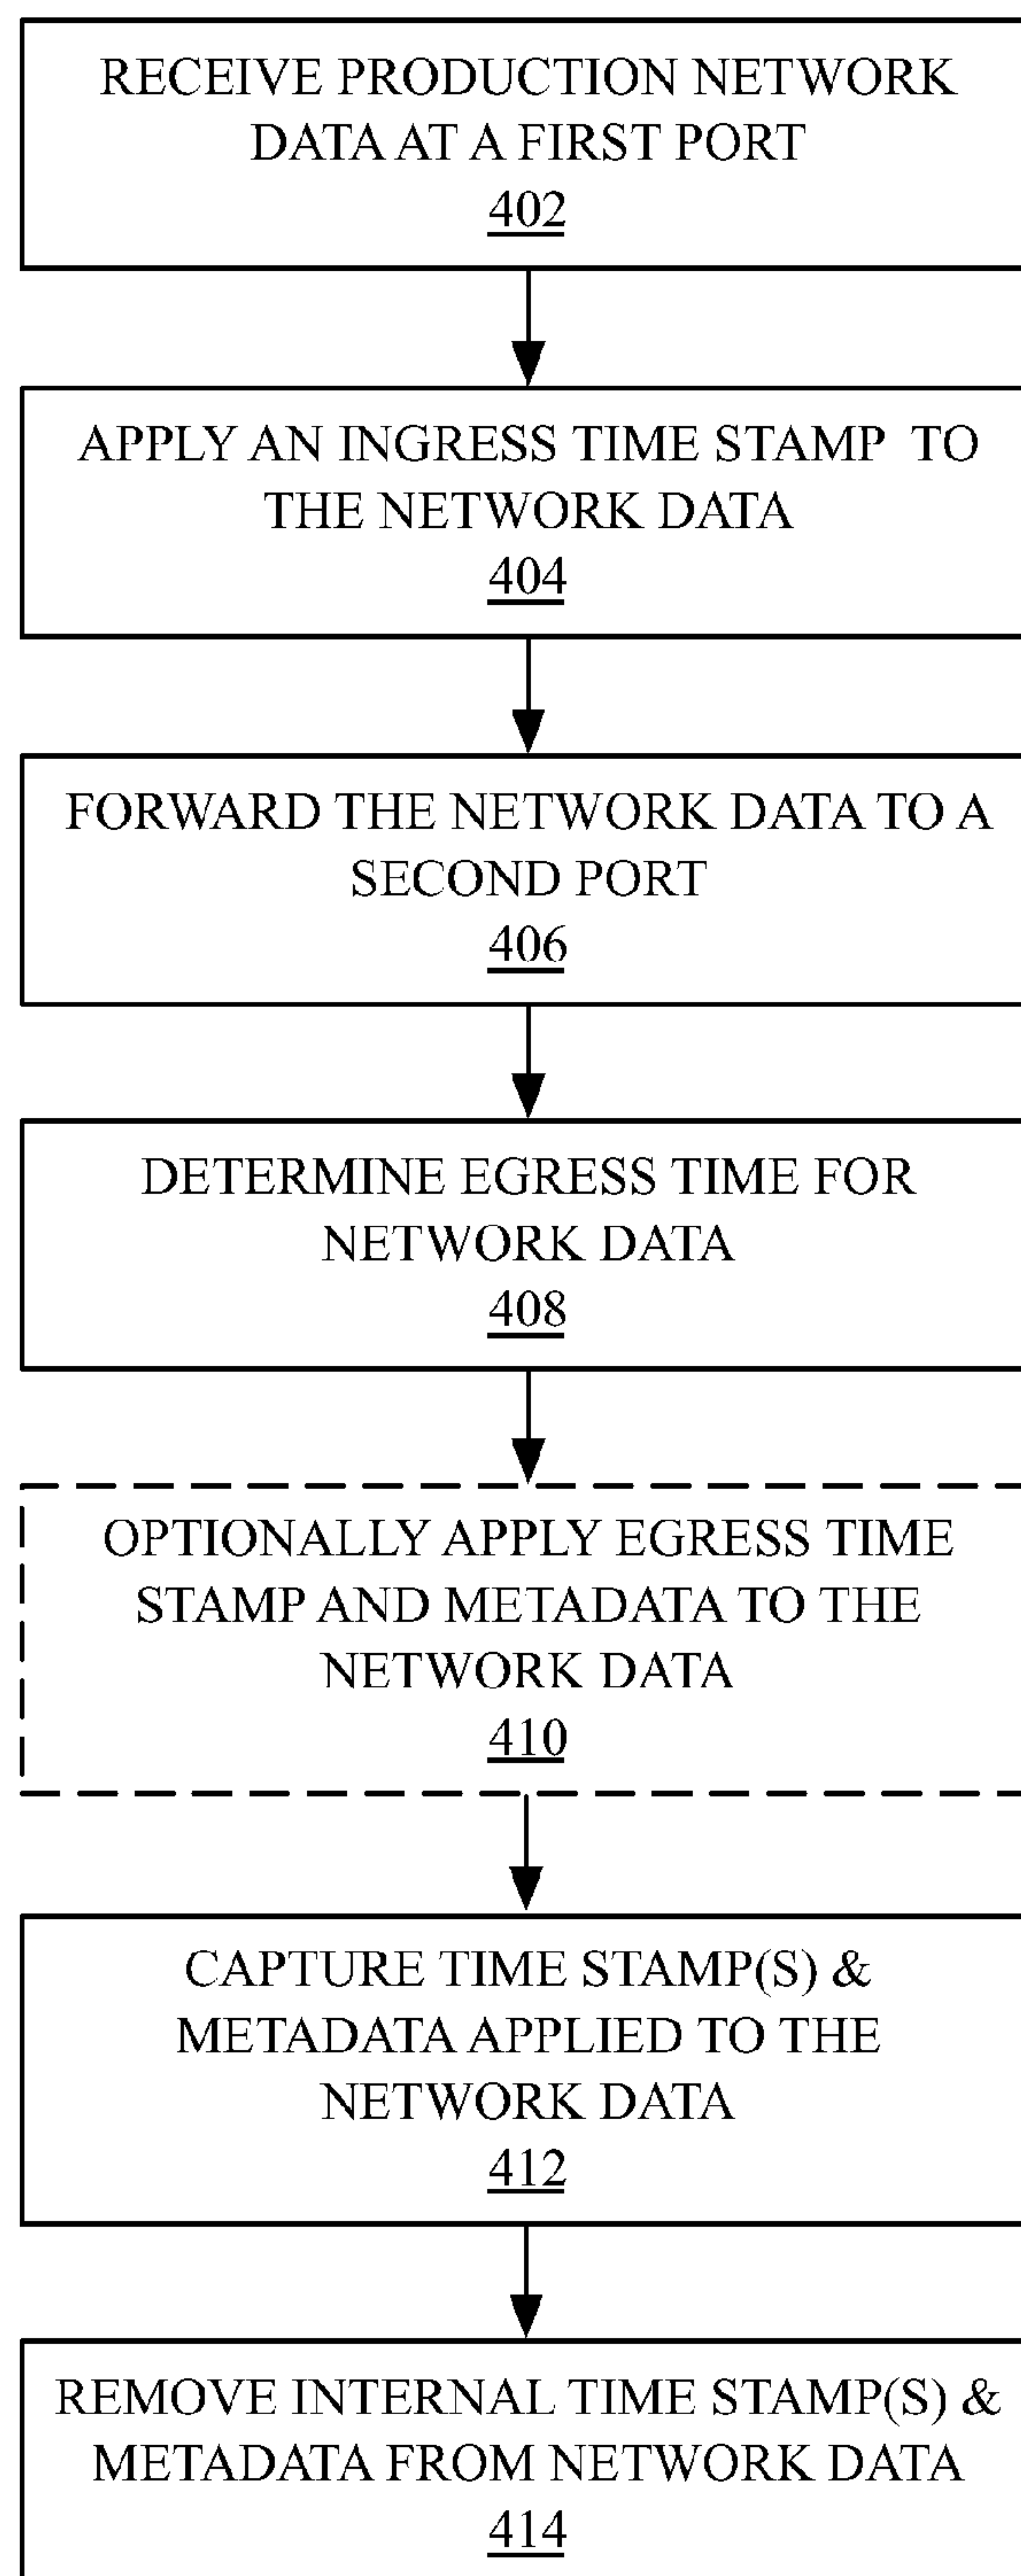 RECEIVE PRODUCTION NETWORK
DATA AT A FIRST PORT
402
APPLY AN INGRESS TIME STAMP TO
THE NETWORK DATA
404
FORWARD THE NETWORK DATA TO A
SECOND PORT
406
DETERMINE EGRESS TIME FOR
NETWORK DATA
408
OPTIONALLY APPLY EGRESS TIME
STAMP AND METADATA TO THE
NETWORK DATA
410
CAPTURE TIME STAMP(S) &
METADATA APPLIED TO THE
NETWORK DATA
412
REMOVE INTERNAL TIME STAMP(S) &
METADATA FROM NETWORK DATA
414